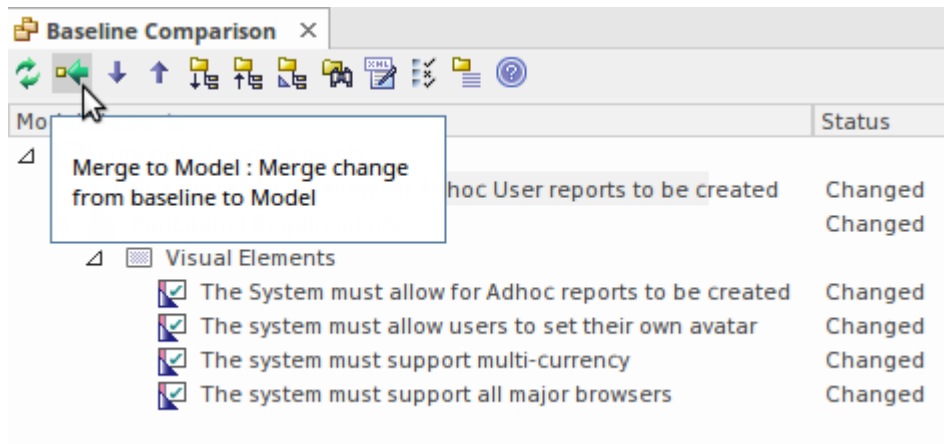 Baseline Comparison
Mo Status
Merge to Model : Merge change
from baseline to Model
hoc User reports to be created Changed
Changed
Visual Elements
The System must allow for Adhoc reports to be created Changed
The system must allow users to set their own avatar Changed
The system must support multi-currency Changed
The system must support all major browsers Changed